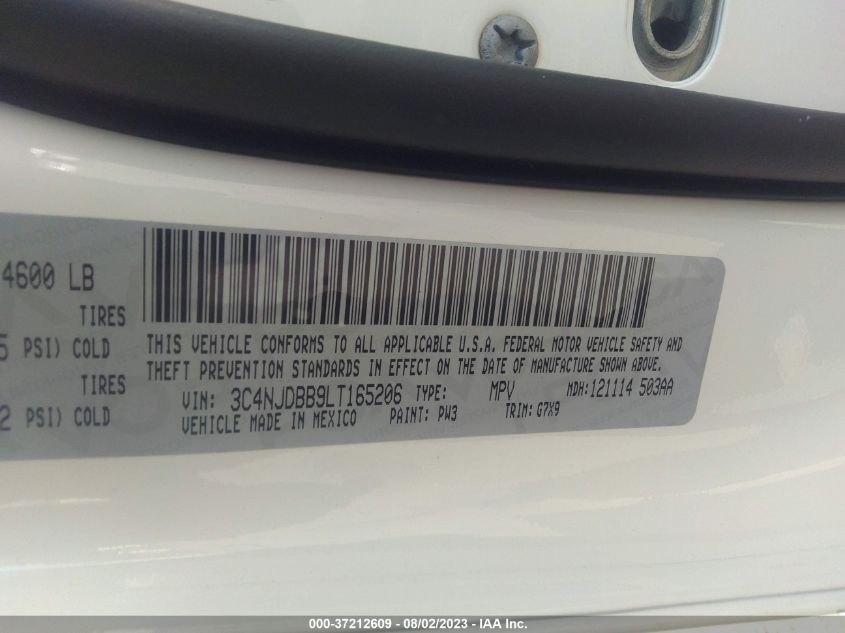 4600 LB
TIRES
5 PSI) COLD
TIRES
2 PSI) COLD
THIS VEHICLE CONFORMS TO ALL APPLICABLE U.S.A. FEDERAL MOTOR VEHICLE SAFETY AND
THEFT PREVENTION STANDARDS IN EFFECT ON THE DATE OF MANUFACTURE SHOWN ABOVE.
VIN: 3C4NJDBB9LT165206 TYPE: MPV MDH:121114 503AA
VEHICLE MADE IN MEXICO PAINT: PW3 TRIM: G7X9
000-37212609 - 08/02/2023 - IAA Inc.